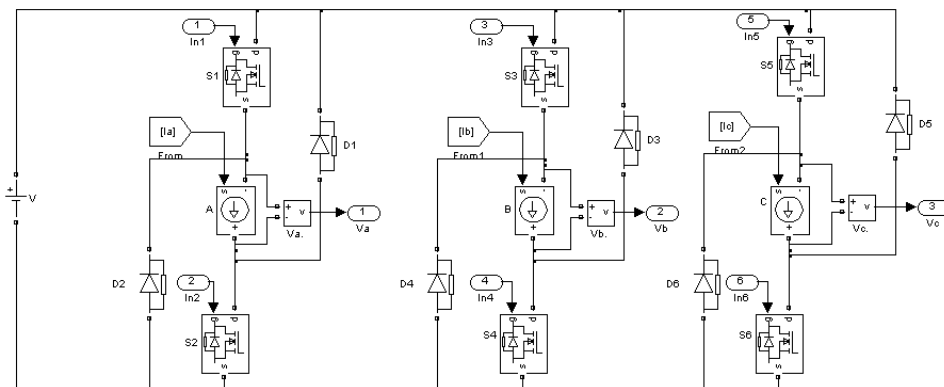 1
In1
g
D
S1
S
3
In3
g
D
S3
S
5
In5
g
D
S5
S
[Ia]
From
[Ib]
From1
[Ic]
From2
D1
D3
D5
+
V
A
s
-
+
+
-
v
Va.
1
Va
B
s
-
+
+
-
v
Vb.
2
Vb
C
s
-
+
+
-
v
Vc.
3
Vc
D2
2
In2
g
D
S2
S
D4
4
In4
g
D
S4
S
D6
6
In6
g
D
S6
S